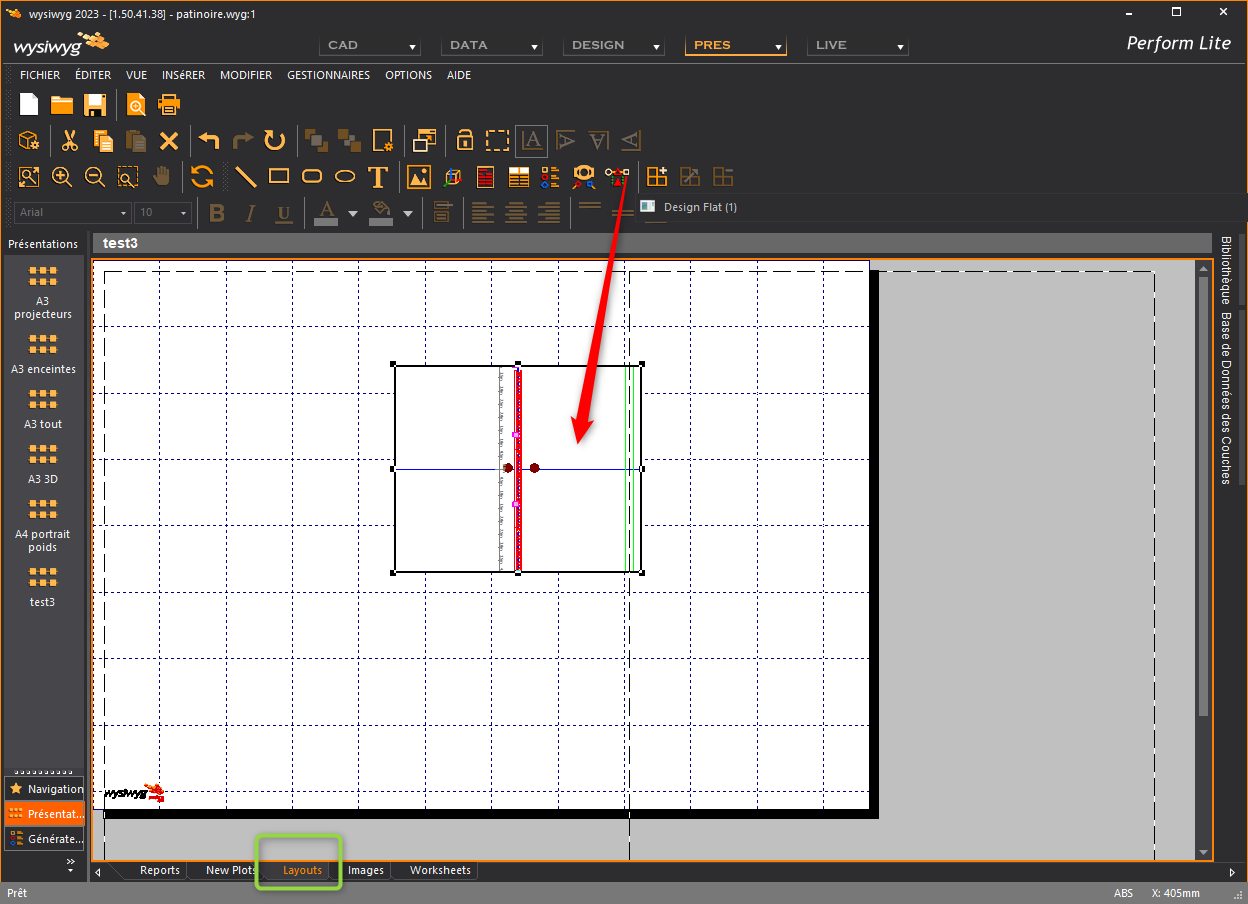 wysiwyg 2023 - [1.50.41.38] - patinoire.wyg:1
wysiwyg
CAD
DATA
DESIGN
PRES
LIVE
Perform Lite
FICHIER
ÉDITER
VUE
INSéRER
MODIFIER
GESTIONNAIRES
OPTIONS
AIDE
Arial
10
B
I
U
A
Design Flat (1)
Présentations
test3
A3
projecteurs
A3 enceintes
A3 tout
A3 3D
A4 portrait
poids
test3
Bibliothèque
Base de Données des Couches
wysiwyg
Navigation
Présentat...
Générate...
Reports
New Plots
Layouts
Images
Worksheets
Prêt
ABS
X: 405mm